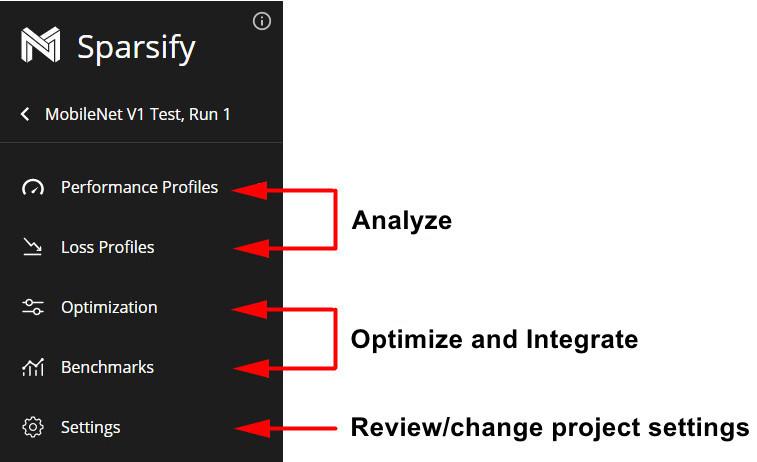 Sparsify
MobileNet V1 Test, Run 1
Performance Profiles
Analyze
Loss Profiles
Optimization
Optimize and Integrate
Benchmarks
Settings
Review/change project settings